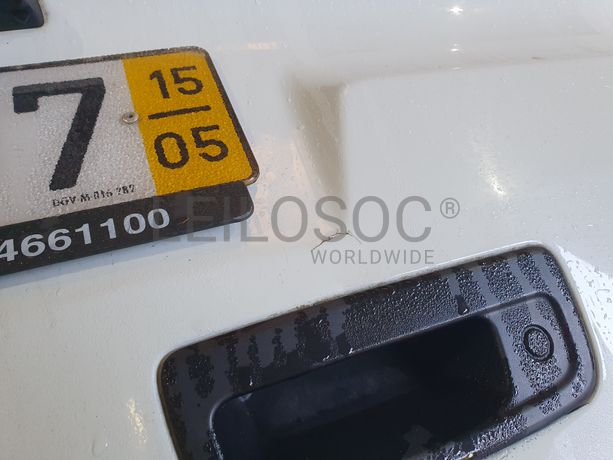 7
15
05
DGV-M-016 287
4661100
LEILOSOC®
WORLDWIDE